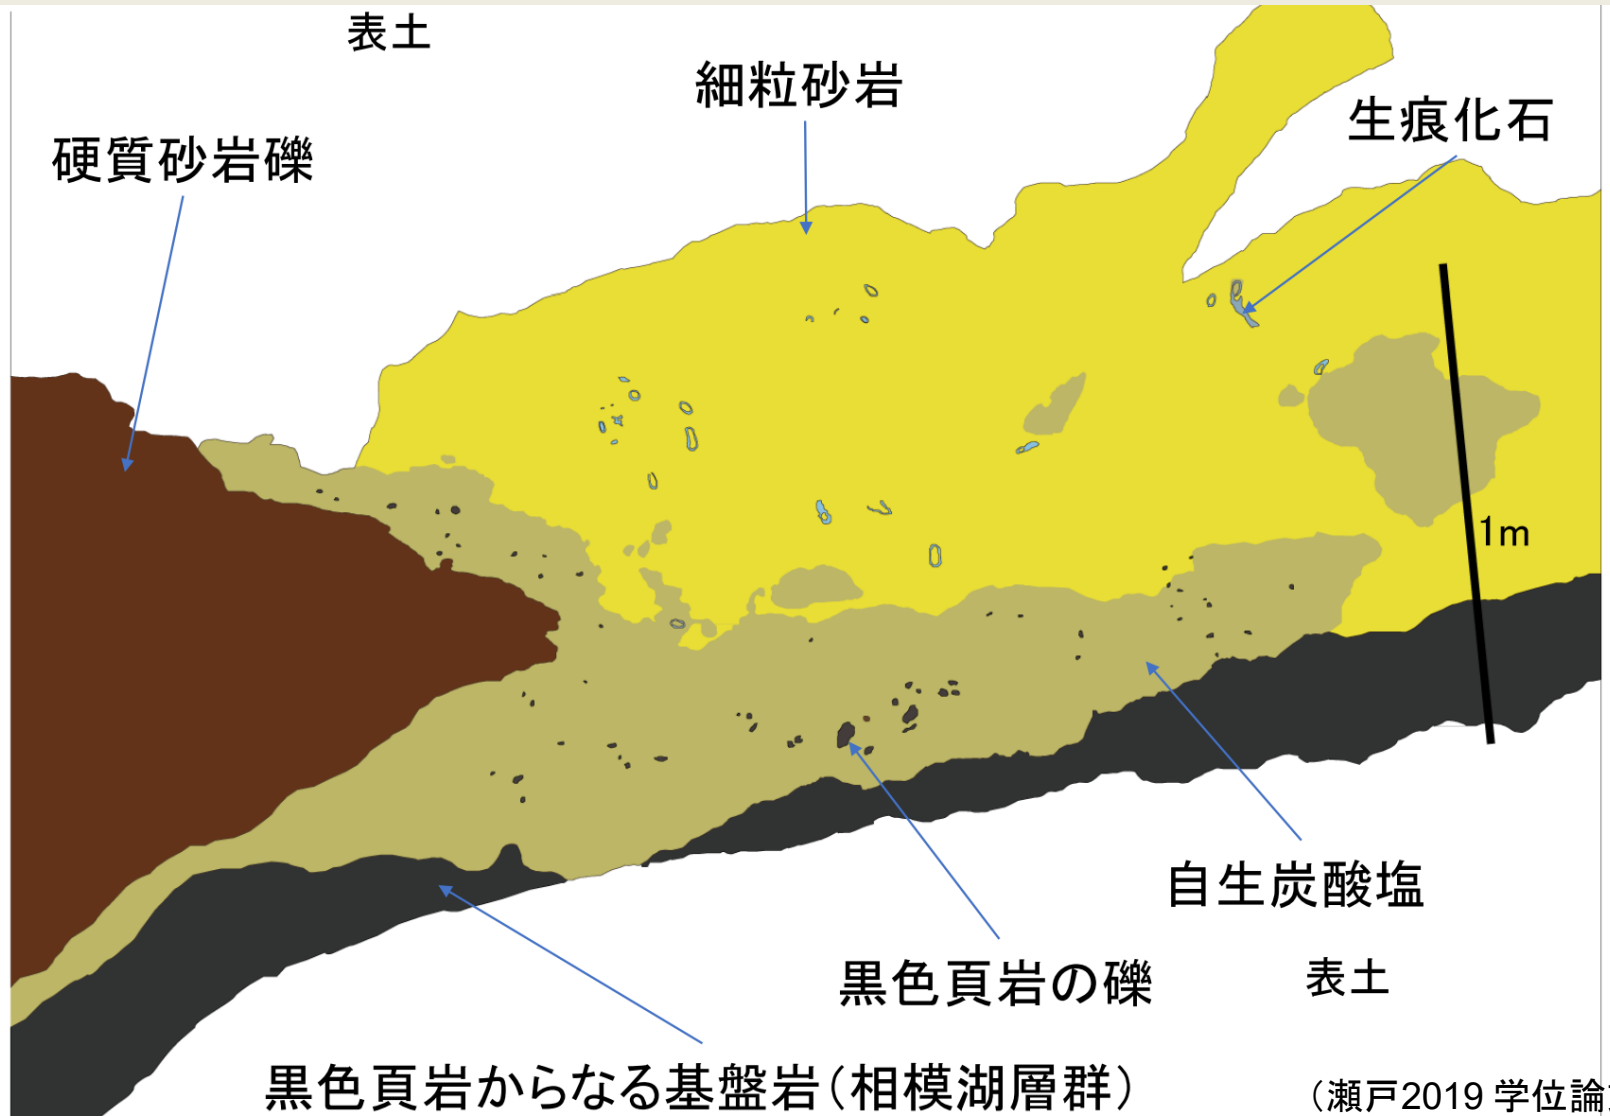 表土
細粒砂岩
生痕化石
硬質砂岩礫
1m
自生炭酸塩
黒色頁岩の礫
表土
黒色頁岩からなる基盤岩（相模湖層群）
（瀬戸2019 学位論